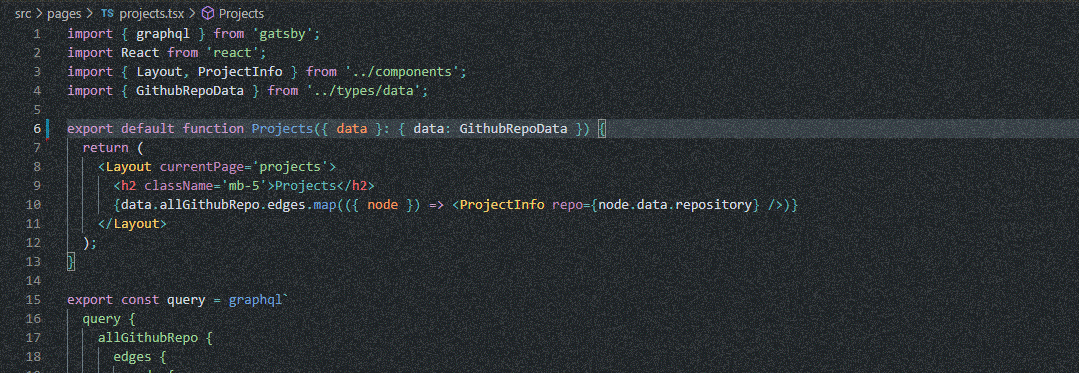 src > pages > TS projects.tsx > Projects
1 import { graphql } from 'gatsby';
2 import React from 'react';
3 import { Layout, ProjectInfo } from '../components';
4 import { GithubRepoData } from '../types/data';
5
6 export default function Projects({ data }: { data: GithubRepoData }) {
7 return (
8 <Layout currentPage='projects'>
9 <h2 className='mb-5'>Projects</h2>
10 {data.allGithubRepo.edges.map(({ node }) => <ProjectInfo repo={node.data.repository} />)}
11 </Layout>
12 );
13 }
14
15 export const query = graphql`
16 query {
17 allGithubRepo {
18 edges {